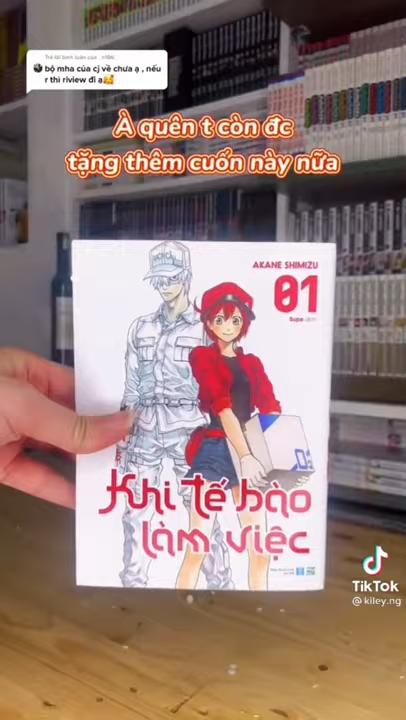 bộ mha của cj về chưa ạ , nếu
r thì riview đi ạ🥰
À quên t còn đc
tặng thêm cuốn này nữa
AKANE SHIMIZU
01
Khi tế bào
làm việc
TikTok
@kiley.ng